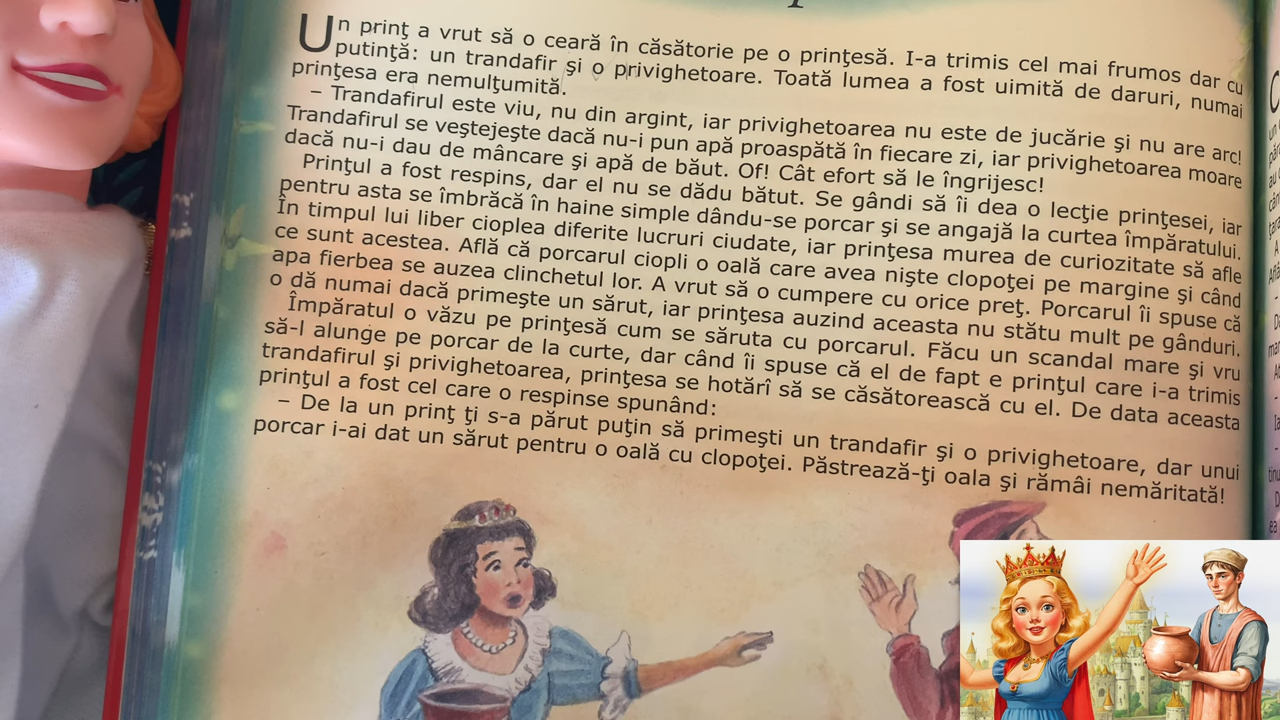 Un prinţ a vrut să o ceară în căsătorie pe o prinţesă. I-a trimis cel mai frumos dar cu
putinţă: un trandafir şi o privighetoare. Toată lumea a fost uimită de daruri, numai
prinţesa era nemulţumită.
– Trandafirul este viu, nu din argint, iar privighetoarea nu este de jucărie şi nu are arc!
Trandafirul se veştejeşte dacă nu-i pun apă proaspătă în fiecare zi, iar privighetoarea moare
dacă nu-i dau de mâncare şi apă de băut. Of! Cât efort să le îngrijesc!
Prinţul a fost respins, dar el nu se dădu bătut. Se gândi să îi dea o lecţie prinţesei, iar
pentru asta se îmbrăcă în haine simple dându-se porcar şi se angajă la curtea împăratului.
În timpul lui liber cioplea diferite lucruri ciudate, iar prinţesa murea de curiozitate să afle
ce sunt acestea. Află că porcarul ciopli o oală care avea nişte clopoţei pe margine şi când
apa fierbea se auzea clinchetul lor. A vrut să o cumpere cu orice preţ. Porcarul îi spuse că
o dă numai dacă primeşte un sărut, iar prinţesa auzind aceasta nu stătu mult pe gânduri.
Împăratul o văzu pe prinţesă cum se săruta cu porcarul. Făcu un scandal mare şi vru
să-l alunge pe porcar de la curte, dar când îi spuse că el de fapt e prinţul care i-a trimis
trandafirul şi privighetoarea, prinţesa se hotărî să se căsătorească cu el. De data aceasta
prinţul a fost cel care o respinse spunând:
– De la un prinţ ţi s-a părut puţin să primeşti un trandafir şi o privighetoare, dar unui
porcar i-ai dat un sărut pentru o oală cu clopoţei. Păstrează-ţi oala şi rămâi nemăritată!